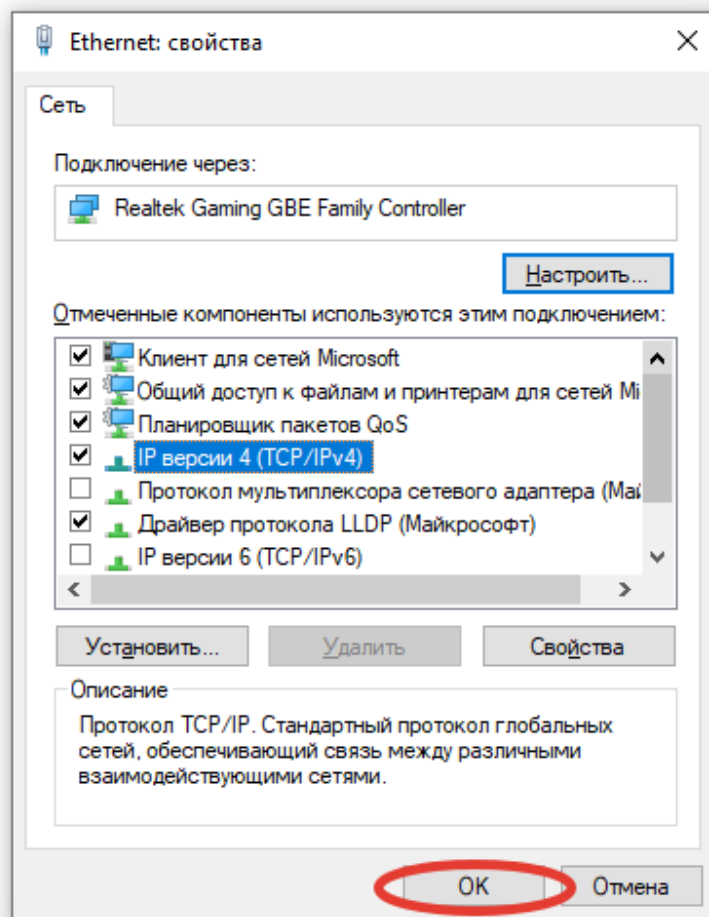 Ethernet: свойства
Сеть
Подключение через:
Realtek Gaming GBE Family Controller
Настроить...
Отмеченные компоненты используются этим подключением:
Клиент для сетей Microsoft
Общий доступ к файлам и принтерам для сетей Mi
Планировщик пакетов QoS
IP версии 4 (TCP/IPv4)
Протокол мультиплексора сетевого адаптера (Май
Драйвер протокола LLDP (Майкрософт)
IP версии 6 (TCP/IPv6)
Установить...
Удалить
Свойства
Описание
Протокол TCP/IP. Стандартный протокол глобальных
сетей, обеспечивающий связь между различными
взаимодействующими сетями.
OK
Отмена